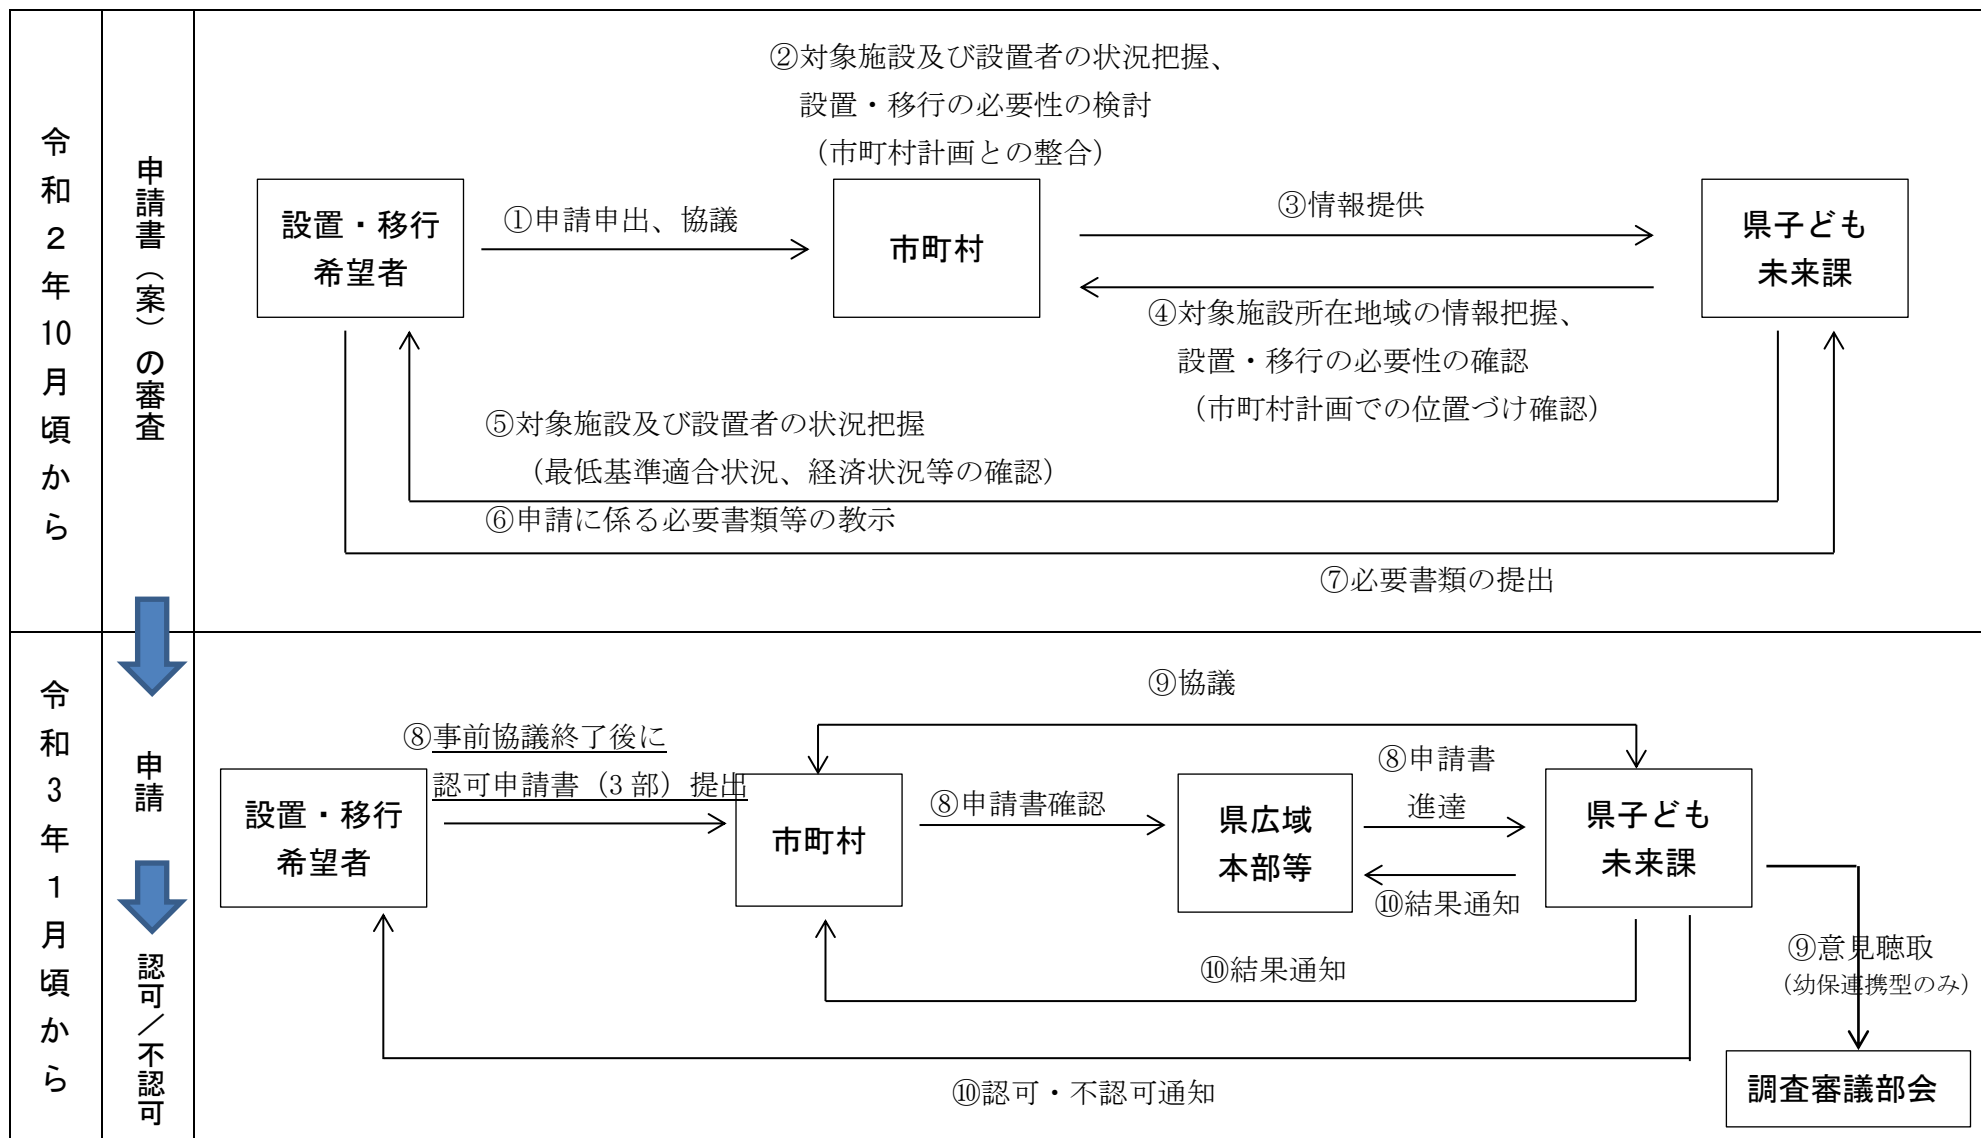 令和２年10月頃から
申請書（案）の審査
②対象施設及び設置者の状況把握、
設置・移行の必要性の検討
（市町村計画との整合）
設置・移行
希望者
①申請申出、協議
市町村
③情報提供
県子ども
未来課
④対象施設所在地域の情報把握、
設置・移行の必要性の確認
（市町村計画での位置づけ確認）
⑤対象施設及び設置者の状況把握
（最低基準適合状況、経済状況等の確認）
⑥申請に係る必要書類等の教示
⑦必要書類の提出
令和３年１月頃から
申請
認可／不認可
⑨協議
⑧事前協議終了後に
認可申請書（3 部）提出
設置・移行
希望者
市町村
⑧申請書確認
県広域
本部等
⑧申請書
進達
⑩結果通知
県子ども
未来課
⑩結果通知
⑨意見聴取
（幼保連携型のみ）
⑩認可・不認可通知
調査審議部会